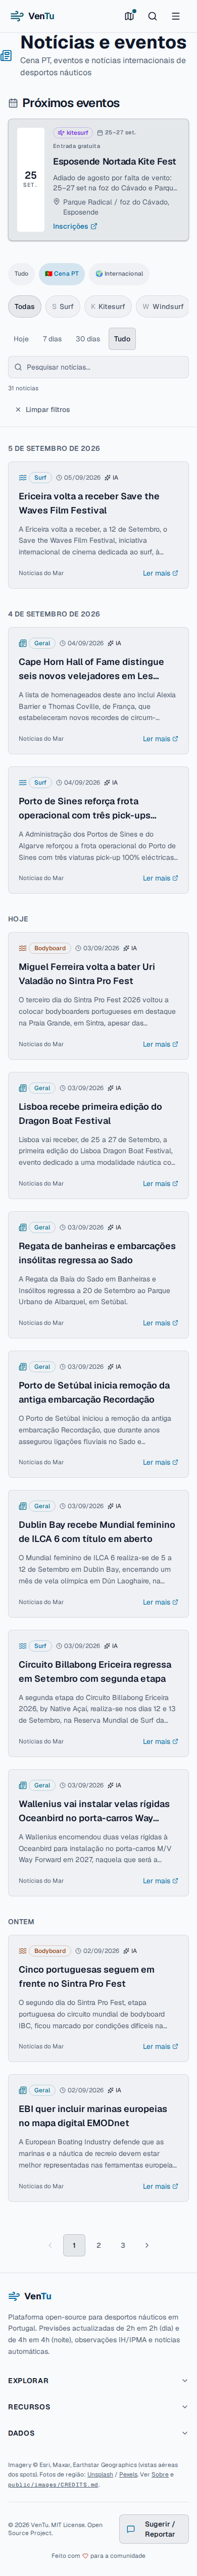 VenTu
Notícias e eventos
Cena PT, eventos e notícias internacionais de
desportos náuticos
Próximos eventos
25
SET.
kitesurf
25–27 set.
Entrada gratuita
Esposende Nortada Kite Fest
Adiado de agosto por falta de vento:
25–27 set na foz do Cávado e Parqu...
Parque Radical / foz do Cávado,
Esposende
Inscrições
Tudo
🇵🇹 Cena PT
🌍 Internacional
Todas
S Surf
K Kitesurf
W Windsurf
Hoje
7 dias
30 dias
Tudo
Pesquisar notícias...
31 notícias
Limpar filtros
5 DE SETEMBRO DE 2026
Surf
05/09/2026
IA
Ericeira volta a receber Save the
Waves Film Festival
A Ericeira volta a receber, a 12 de Setembro, o
Save the Waves Film Festival, iniciativa
internacional de cinema dedicada ao surf, à...
Notícias do Mar
Ler mais
4 DE SETEMBRO DE 2026
Geral
04/09/2026
IA
Cape Horn Hall of Fame distingue
seis novos velejadores em Les...
A lista de homenageados deste ano inclui Alexia
Barrier e Thomas Coville, de França, que
estabeleceram novos recordes de circum-...
Notícias do Mar
Ler mais
Surf
04/09/2026
IA
Porto de Sines reforça frota
operacional com três pick-ups...
A Administração dos Portos de Sines e do
Algarve reforçou a frota operacional do Porto de
Sines com três viaturas pick-up 100% eléctricas...
Notícias do Mar
Ler mais
HOJE
Bodyboard
03/09/2026
IA
Miguel Ferreira volta a bater Uri
Valadão no Sintra Pro Fest
O terceiro dia do Sintra Pro Fest 2026 voltou a
colocar bodyboarders portugueses em destaque
na Praia Grande, em Sintra, apesar das...
Notícias do Mar
Ler mais
Geral
03/09/2026
IA
Lisboa recebe primeira edição do
Dragon Boat Festival
Lisboa vai receber, de 25 a 27 de Setembro, a
primeira edição do Lisboa Dragon Boat Festival,
evento dedicado a uma modalidade náutica co...
Notícias do Mar
Ler mais
Geral
03/09/2026
IA
Regata de banheiras e embarcações
insólitas regressa ao Sado
A Regata da Baía do Sado em Banheiras e
Insólitos regressa a 20 de Setembro ao Parque
Urbano de Albarquel, em Setúbal.
Notícias do Mar
Ler mais
Geral
03/09/2026
IA
Porto de Setúbal inicia remoção da
antiga embarcação Recordação
O Porto de Setúbal iniciou a remoção da antiga
embarcação Recordação, que durante anos
assegurou ligações fluviais no Sado e...
Notícias do Mar
Ler mais
Geral
03/09/2026
IA
Dublin Bay recebe Mundial feminino
de ILCA 6 com título em aberto
O Mundial feminino de ILCA6 realiza-se de 5 a
12 de Setembro em Dublin Bay, encerrando um
mês de vela olímpica em Dún Laoghaire, na...
Notícias do Mar
Ler mais
Surf
03/09/2026
IA
Circuito Billabong Ericeira regressa
em Setembro com segunda etapa
A segunda etapa do Circuito Billabong Ericeira
2026, by Native Açaí, realiza-se nos dias 12 e 13
de Setembro, na Reserva Mundial de Surf da...
Notícias do Mar
Ler mais
Geral
03/09/2026
IA
Wallenius vai instalar velas rígidas
Oceanbird no porta-carros Way...
A Wallenius encomendou duas velas rígidas à
Oceanbird para instalação no porta-carros M/V
Way Forward em 2027, naquela que será a...
Notícias do Mar
Ler mais
ONTEM
Bodyboard
02/09/2026
IA
Cinco portuguesas seguem em
frente no Sintra Pro Fest
O segundo dia do Sintra Pro Fest, etapa
portuguesa do circuito mundial de bodyboard
IBC, ficou marcado por condições difíceis na...
Notícias do Mar
Ler mais
Geral
02/09/2026
IA
EBI quer incluir marinas europeias
no mapa digital EMODnet
A European Boating Industry defende que as
marinas e a náutica de recreio devem estar
melhor representadas nas ferramentas europeia...
Notícias do Mar
Ler mais
1
2
3
VenTu
Plataforma open-source para desportos náuticos em
Portugal. Previsões actualizadas de 2h em 2h (dia) e
de 4h em 4h (noite), observações IH/IPMA e notícias
automáticas.
EXPLORAR
RECURSOS
DADOS
Imagery © Esri, Maxar, Earthstar Geographics (vistas aéreas
dos spots). Fotos de região: Unsplash / Pexels. Ver Sobre e
public/images/CREDITS.md.
© 2026 VenTu. MIT License. Open
Source Project.
Sugerir /
Reportar
Feito com ♡ para a comunidade